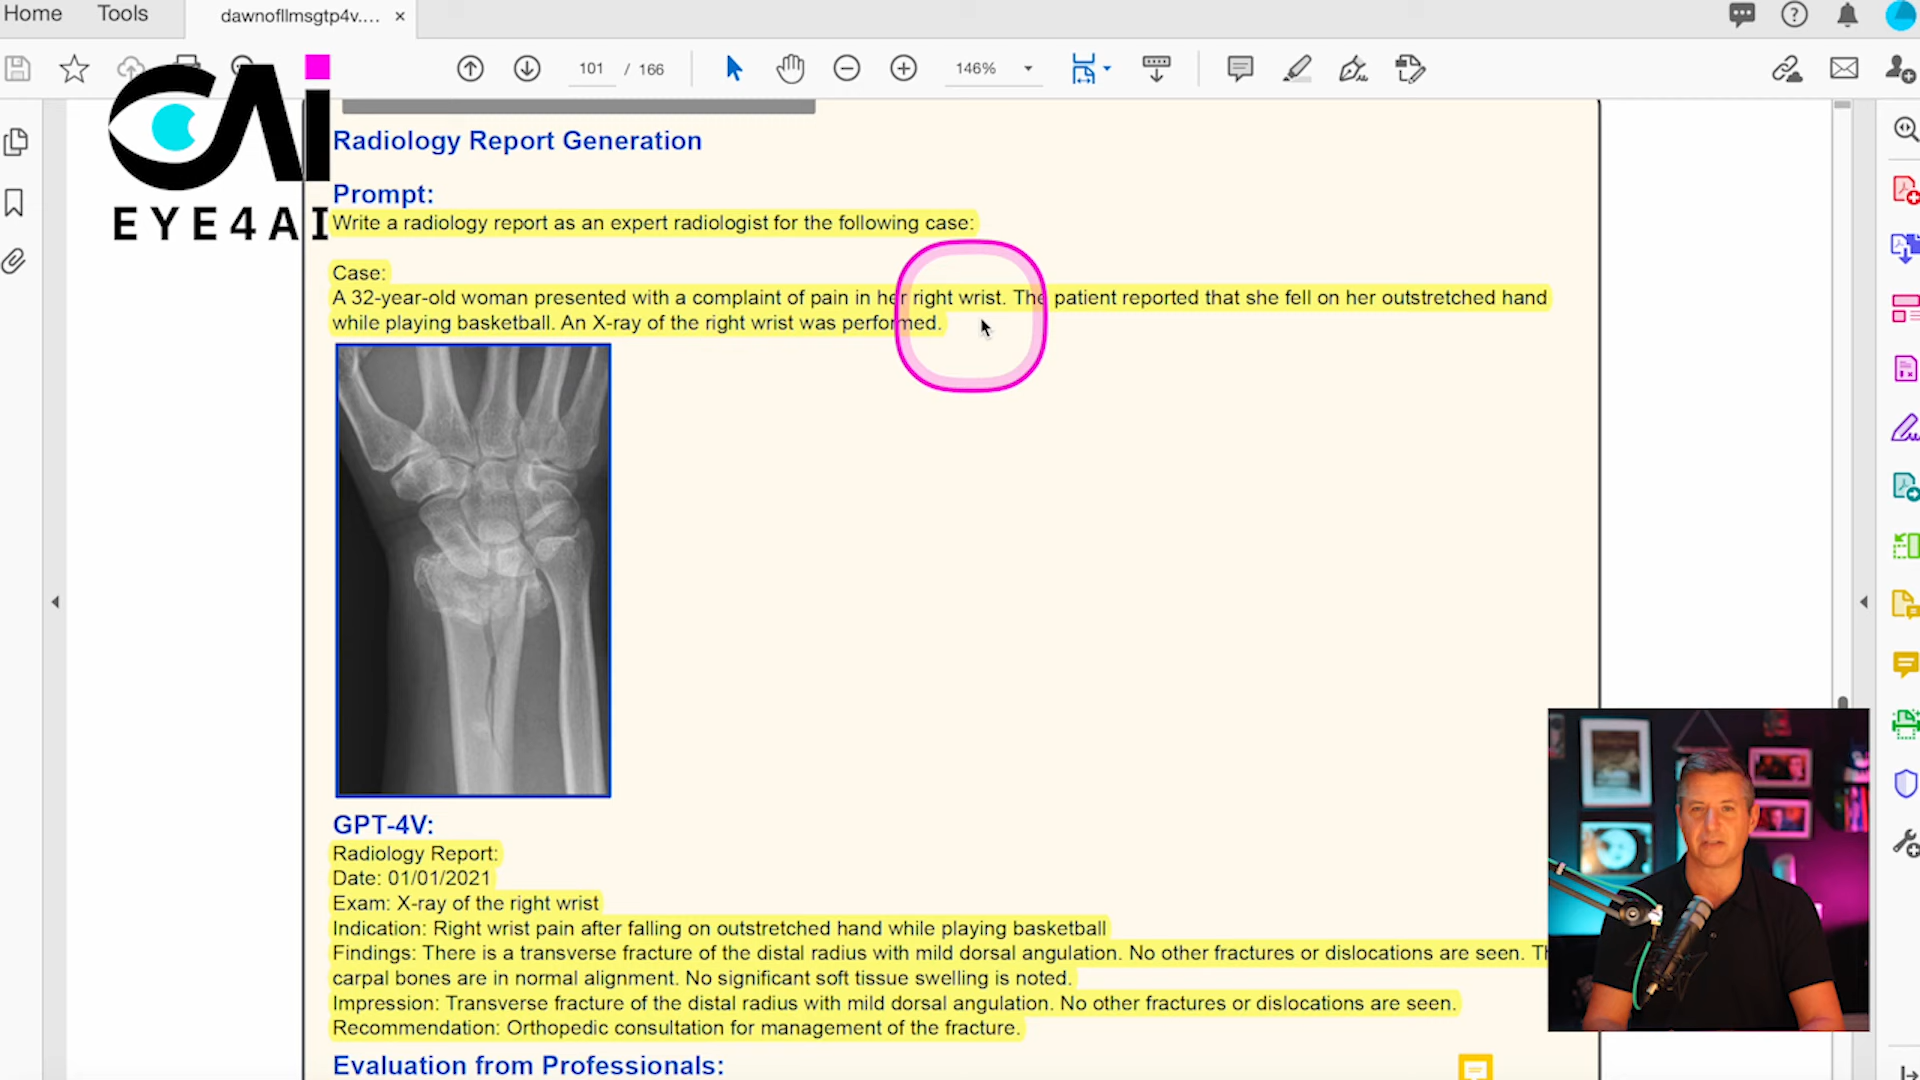 Home
Tools
dawnofllmsgtp4v....
101 / 166
146%
EYE4AI
Radiology Report Generation
Prompt:
Write a radiology report as an expert radiologist for the following case:
Case:
A 32-year-old woman presented with a complaint of pain in her right wrist. The patient reported that she fell on her outstretched hand
while playing basketball. An X-ray of the right wrist was performed.
GPT-4V:
Radiology Report:
Date: 01/01/2021
Exam: X-ray of the right wrist
Indication: Right wrist pain after falling on outstretched hand while playing basketball
Findings: There is a transverse fracture of the distal radius with mild dorsal angulation. No other fractures or dislocations are seen.
carpal bones are in normal alignment. No significant soft tissue swelling is noted.
Impression: Transverse fracture of the distal radius with mild dorsal angulation. No other fractures or dislocations are seen.
Recommendation: Orthopedic consultation for management of the fracture.
Evaluation from Professionals: